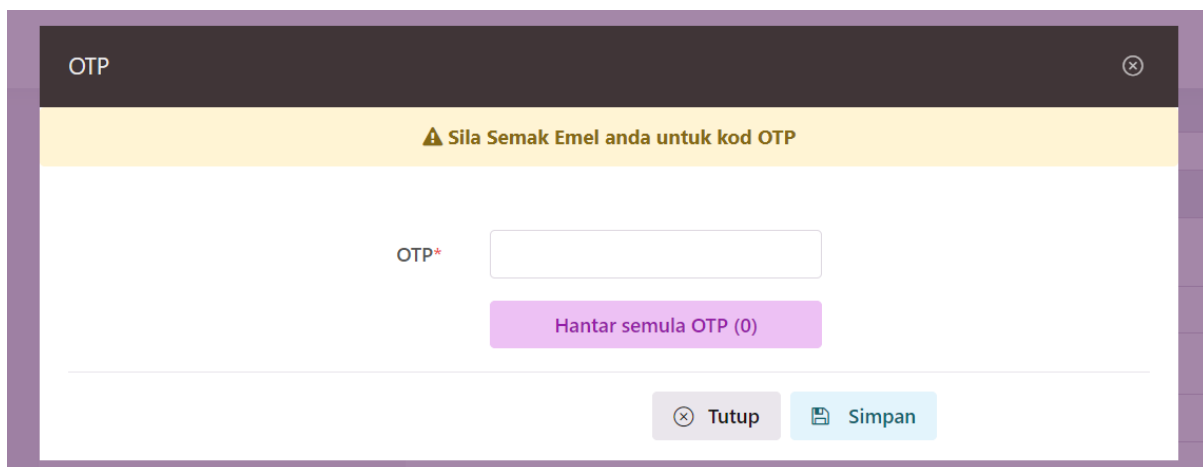 OTP
Sila Semak Emel anda untuk kod OTP
OTP*
Hantar semula OTP (0)
Tutup
Simpan